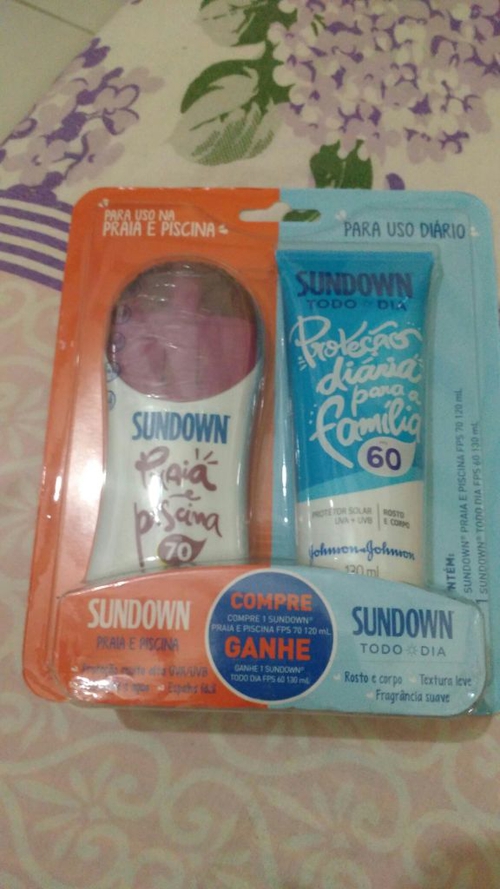 PARA USO NA
PRAIA E PISCINA
PARA USO DIÁRIO
SUNDOWN
Praia
e
piscina
70
SUNDOWN
TODO DIA
Proteção
diária
para a
família
60
PROTETOR SOLAR
UVA + UVB
ROSTO
E CORPO
Johnson & Johnson
130 ml
NTÉM:
SUNDOWN® PRAIA E PISCINA FPS 70 120 mL
1 SUNDOWN® TODO DIA FPS 60 130 mL
SUNDOWN
PRAIA E PISCINA
COMPRE
COMPRE 1 SUNDOWN®
PRAIA E PISCINA FPS 70 120 mL
GANHE
GANHE 1 SUNDOWN®
TODO DIA FPS 60 130 mL
SUNDOWN
TODO DIA
Rosto e corpo
Textura leve
Fragrância suave